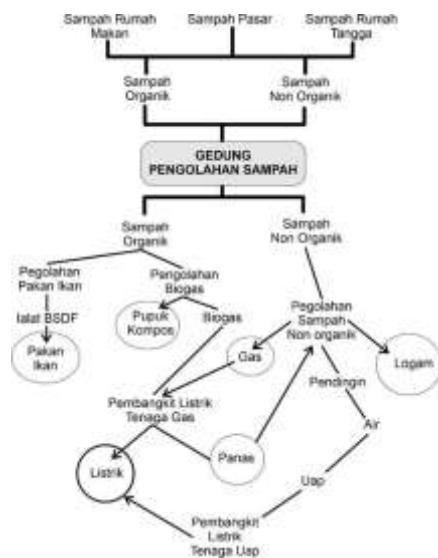 Sampah Rumah
Makan
Sampah Pasar
Sampah Rumah
Tangga
Sampah
Organik
Sampah
Non Organik
GEDUNG
PENGOLAHAN SAMPAH
Sampah
Organik
Sampah
Non Organik
Pegolahan
Pakan Ikan
Pengolahan
Biogas
lalat BSDF
Pupuk
Kompos
Biogas
Pegolahan
Sampah
Non organik
Pakan
Ikan
Gas
Logam
Pendingin
Pembangkit Listrik
Tenaga Gas
Air
Listrik
Panas
Uap
Pembangkit
Listrik
Tenaga Uap